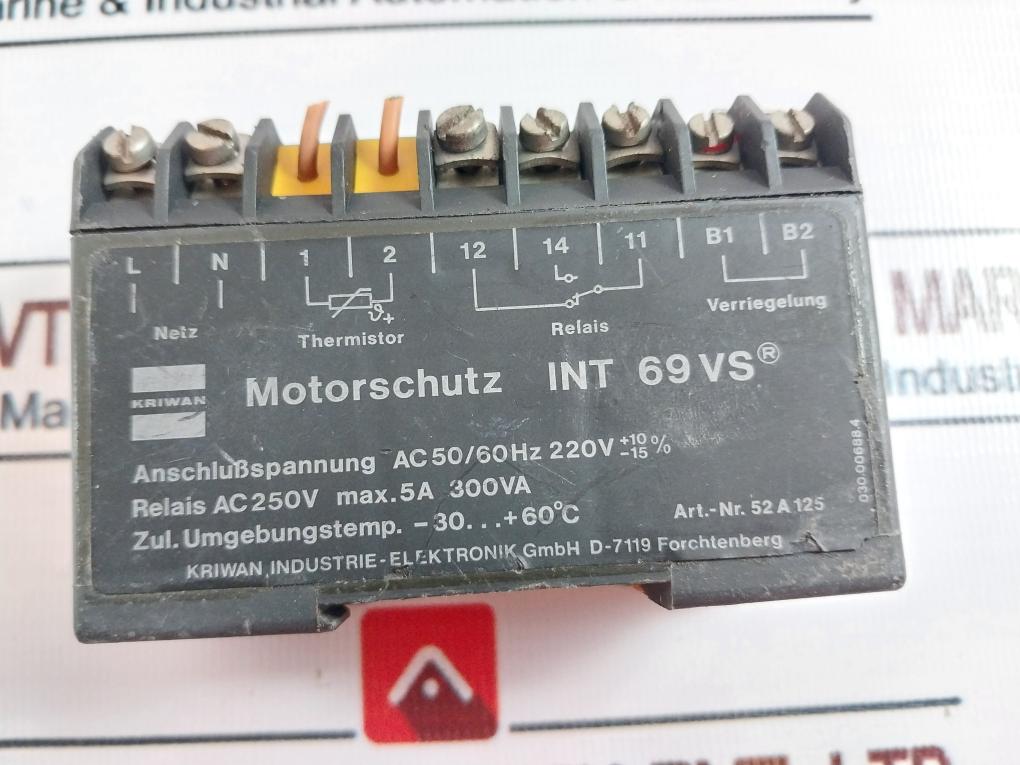 & Industrial Automation
L N 1 2 12 14 11 B1 B2
Netz Thermistor Relais Verriegelung
ϑ+
KRIWAN
Motorschutz INT 69 VS®
Anschlußspannung AC 50/60Hz 220V +10 -15 %
Relais AC 250V max. 5A 300VA
Zul. Umgebungstemp. -30...+60°C
Art.-Nr. 52 A 125
KRIWAN INDUSTRIE-ELEKTRONIK GmbH D-7119 Forchtenberg
030.00688.4